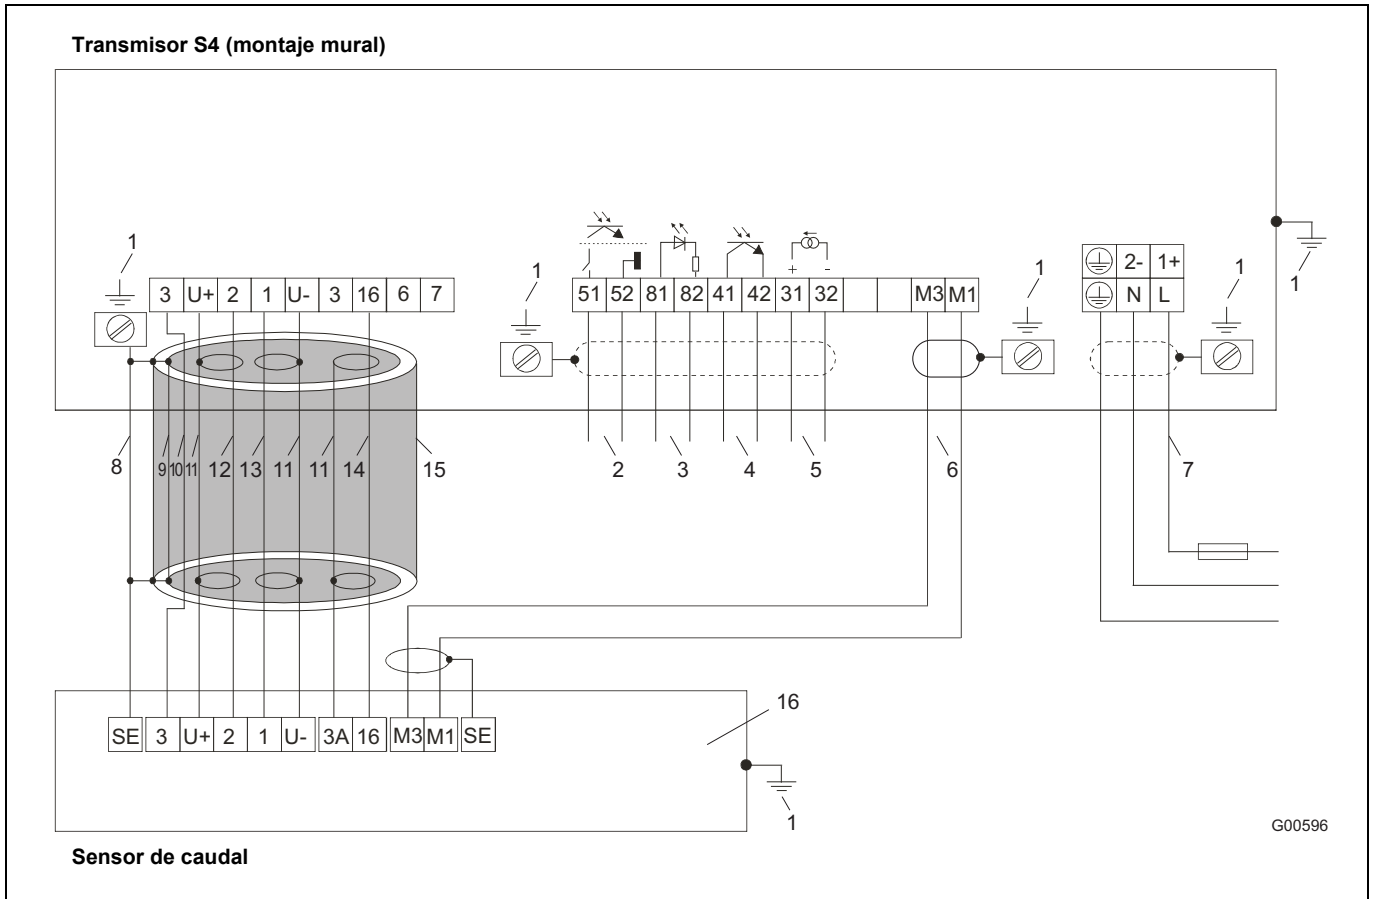 Transmisor S4 (montaje mural)
1
1
1
1
1
3 U+ 2 1 U- 3 16 6 7
51 52 81 82 41 42 31 32 M3 M1
+ -
2- 1+
N L
8 9 10 11 12 13 11 11 14 15
2 3 4 5 6 7
16
SE 3 U+ 2 1 U- 3A 16 M3 M1 SE
1
G00596
Sensor de caudal